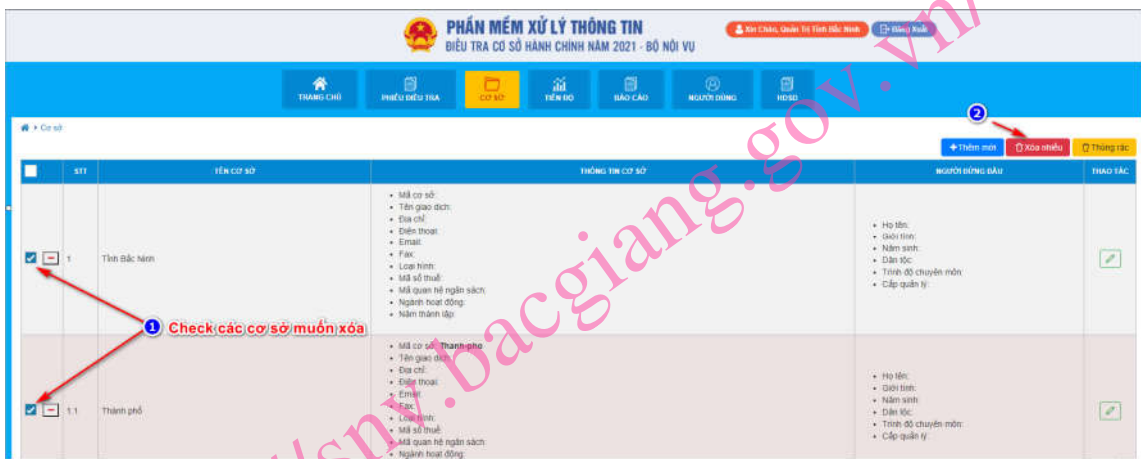 PHẦN MỀM XỬ LÝ THÔNG TIN
ĐIỀU TRA CƠ SỞ HÀNH CHÍNH NĂM 2021 - BỘ NỘI VỤ
Xin Chào, Quản Trị Tỉnh Bắc Ninh
Đăng Xuất
TRANG CHỦ
PHIẾU ĐIỀU TRA
CƠ SỞ
TIẾN ĐỘ
BÁO CÁO
NGƯỜI DÙNG
HDSD
Cơ sở
2
Thêm mới
Xóa nhiều
Thùng rác
STT
TÊN CƠ SỞ
THÔNG TIN CƠ SỞ
NGƯỜI ĐỨNG ĐẦU
THAO TÁC
1
Tỉnh Bắc Ninh
Mã cơ sở:
Tên giao dịch:
Địa chỉ:
Điện thoại:
Email:
Fax:
Loại hình:
Mã số thuế:
Mã quan hệ ngân sách:
Ngành hoạt động:
Năm thành lập:
Họ tên:
Giới tính:
Năm sinh:
Dân tộc:
Trình độ chuyên môn:
Cấp quản lý:
1 Check các cơ sở muốn xóa
1.1
Thành phố
Mã cơ sở: Thanh-pho
Tên giao dịch:
Địa chỉ:
Điện thoại:
Email:
Fax:
Loại hình:
Mã số thuế:
Mã quan hệ ngân sách:
Ngành hoạt động:
Họ tên:
Giới tính:
Năm sinh:
Dân tộc:
Trình độ chuyên môn:
Cấp quản lý:
//snv.bacgiang.gov.vn/